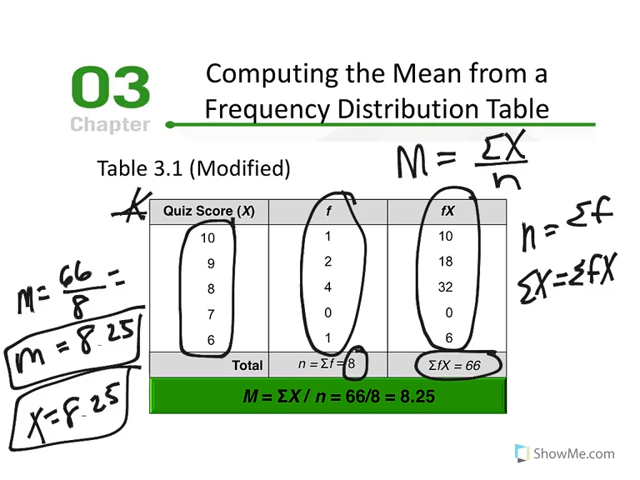 03
Chapter
Computing the Mean from a
Frequency Distribution Table
Table 3.1 (Modified)
M = ΣX / n
Quiz Score (X) f fX
10 1 10
9 2 18
8 4 32
7 0 0
6 1 6
Total n = Σf = 8 ΣfX = 66
M = ΣX / n = 66/8 = 8.25
n = Σf
ΣX = ΣfX
M = 66/8 =
M = 8.25
X = 8.25
ShowMe.com